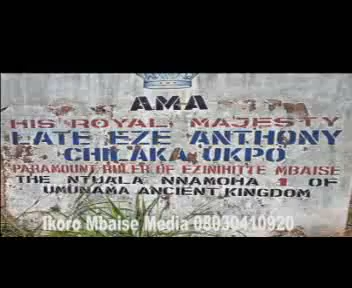 AMA
HIS ROYAL MAJESTY
LATE EZE ANTHONY
CHILAKA UKPO
PARAMOUNT RULER OF EZINIHITTE MBAISE
THE NTUALA NNAMOHA 1 OF
UMUNAMA ANCIENT KINGDOM
Ikoro Mbaise Media 08030410920